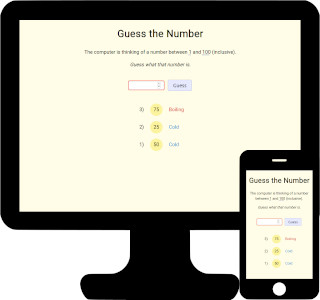 Guess the Number
The computer is thinking of a number between 1 and 100 (inclusive).
Guess what that number is.
Guess
3) 75 Boiling
2) 25 Cold
1) 50 Cold
Guess the Number
The computer is thinking of a number
between 1 and 100 (inclusive).
Guess what that number is.
Guess
3) 75 Boiling
2) 25 Cold
1) 50 Cold